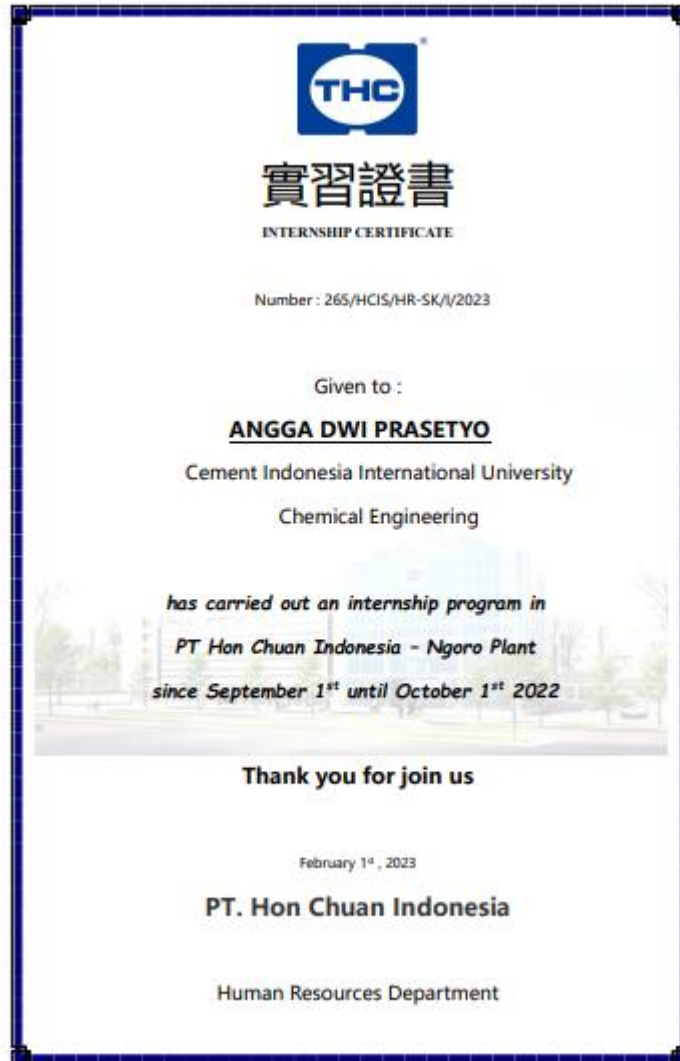 THC
實習證書
INTERNSHIP CERTIFICATE
Number : 265/HCIS/HR-SK/I/2023
Given to :
ANGGA DWI PRASETYO
Cement Indonesia International University
Chemical Engineering
has carried out an internship program in
PT Hon Chuan Indonesia - Ngoro Plant
since September 1st until October 1st 2022
Thank you for join us
February 1st , 2023
PT. Hon Chuan Indonesia
Human Resources Department